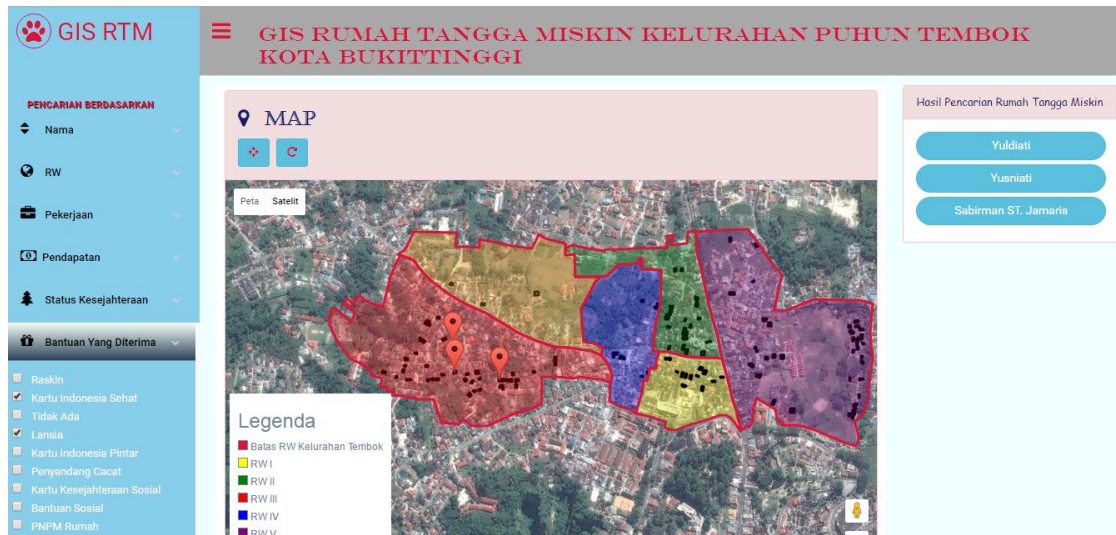 GIS RTM
GIS RUMAH TANGGA MISKIN KELURAHAN PUHUN TEMBOK
KOTA BUKITTINGGI
PENCARIAN BERDASARKAN
Nama
RW
Pekerjaan
Pendapatan
Status Kesejahteraan
Bantuan Yang Diterima
Raskin
Kartu Indonesia Sehat
Tidak Ada
Lansia
Kartu Indonesia Pintar
Penyandang Cacat
Kartu Kesejahteraan Sosial
Bantuan Sosial
PNPM Rumah
MAP
Peta Satelit
Legenda
Batas RW Kelurahan Tembok
RW I
RW II
RW III
RW IV
RW V
Hasil Pencarian Rumah Tangga Miskin
Yuldiati
Yusniati
Sabirman ST. Jamaris